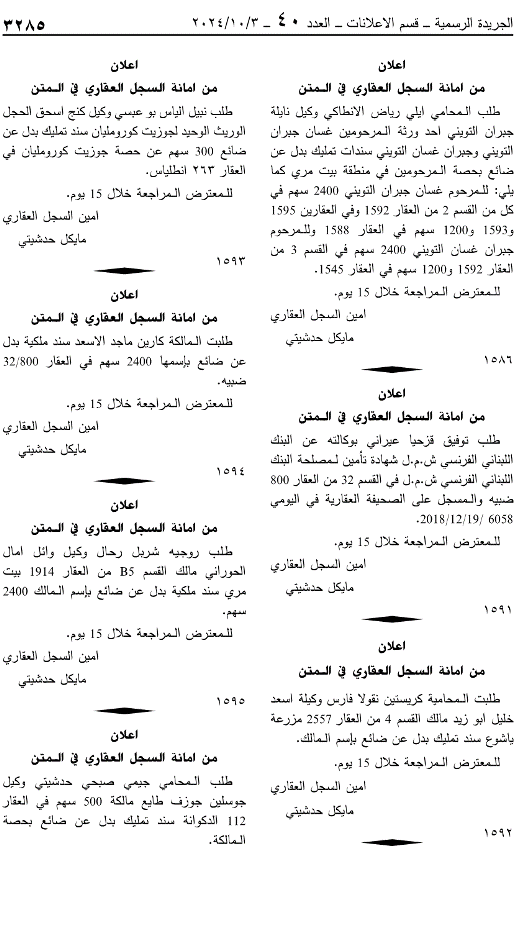 الجريدة الرسمية – قسم الاعلانات – العدد ٤٠ – ٢٠٢٤/١٠/٣
٣٢٨٥
اعلان
من امانة السجل العقاري في المتن
طلب المحامي ايلي رياض الانطاكي وكيل نايلة
جبران التويني احد ورثة المرحومين غسان جبران
التويني وجبران غسان التويني سندات تمليك بدل عن
ضائع بحصة المرحومين في منطقة بيت مري كما
يلي: للمرحوم غسان جبران التويني 2400 سهم في
كل من القسم 2 من العقار 1592 وفي العقارين 1595
و1593 و1200 سهم في العقار 1588 وللمرحوم
جبران غسان التويني 2400 سهم في القسم 3 من
العقار 1592 و1200 سهم في العقار 1545.
للمعترض المراجعة خلال 15 يوم.
امين السجل العقاري
مايكل حدشيتي
١٥٨٦
اعلان
من امانة السجل العقاري في المتن
طلب توفيق قزحيا عبراني بوكالته عن البنك
اللبناني الفرنسي ش.م.ل شهادة تأمين لمصلحة البنك
اللبناني الفرنسي ش.م.ل في القسم 32 من العقار 800
ضبيه والمسجل على الصحيفة العقارية في اليومي
6058 /2018/12/19.
للمعترض المراجعة خلال 15 يوم.
امين السجل العقاري
مايكل حدشيتي
١٥٩١
اعلان
من امانة السجل العقاري في المتن
طلبت المحامية كريستين نقولا فارس وكيلة اسعد
خليل ابو زيد مالك القسم 4 من العقار 2557 مزرعة
ياشوع سند تمليك بدل عن ضائع بإسم المالك.
للمعترض المراجعة خلال 15 يوم.
امين السجل العقاري
مايكل حدشيتي
١٥٩٢
اعلان
من امانة السجل العقاري في المتن
طلب نبيل الياس بو عبسي وكيل كنج اسحق الحجل
الوريث الوحيد لجوزيت كوروملیان سند تمليك بدل عن
ضائع 300 سهم عن حصة جوزيت كوروملیان في
العقار ٢٦٣ انطلياس.
للمعترض المراجعة خلال 15 يوم.
امين السجل العقاري
مايكل حدشيتي
١٥٩٣
اعلان
من امانة السجل العقاري في المتن
طلبت المالكة كارين ماجد الاسعد سند ملكية بدل
عن ضائع بإسمها 2400 سهم في العقار 32/800
ضبيه.
للمعترض المراجعة خلال 15 يوم.
امين السجل العقاري
مايكل حدشيتي
١٥٩٤
اعلان
من امانة السجل العقاري في المتن
طلب روجيه شربل رحال وكيل وائل امال
الحوراني مالك القسم B5 من العقار 1914 بيت
مري سند ملكية بدل عن ضائع بإسم المالك 2400
سهم.
للمعترض المراجعة خلال 15 يوم.
امين السجل العقاري
مايكل حدشيتي
١٥٩٥
اعلان
من امانة السجل العقاري في المتن
طلب المحامي جيمي صبحي حدشيتي وكيل
جوسلين جوزف طايع مالكة 500 سهم في العقار
112 الدكوانة سند تمليك بدل عن ضائع بحصة
المالكة.